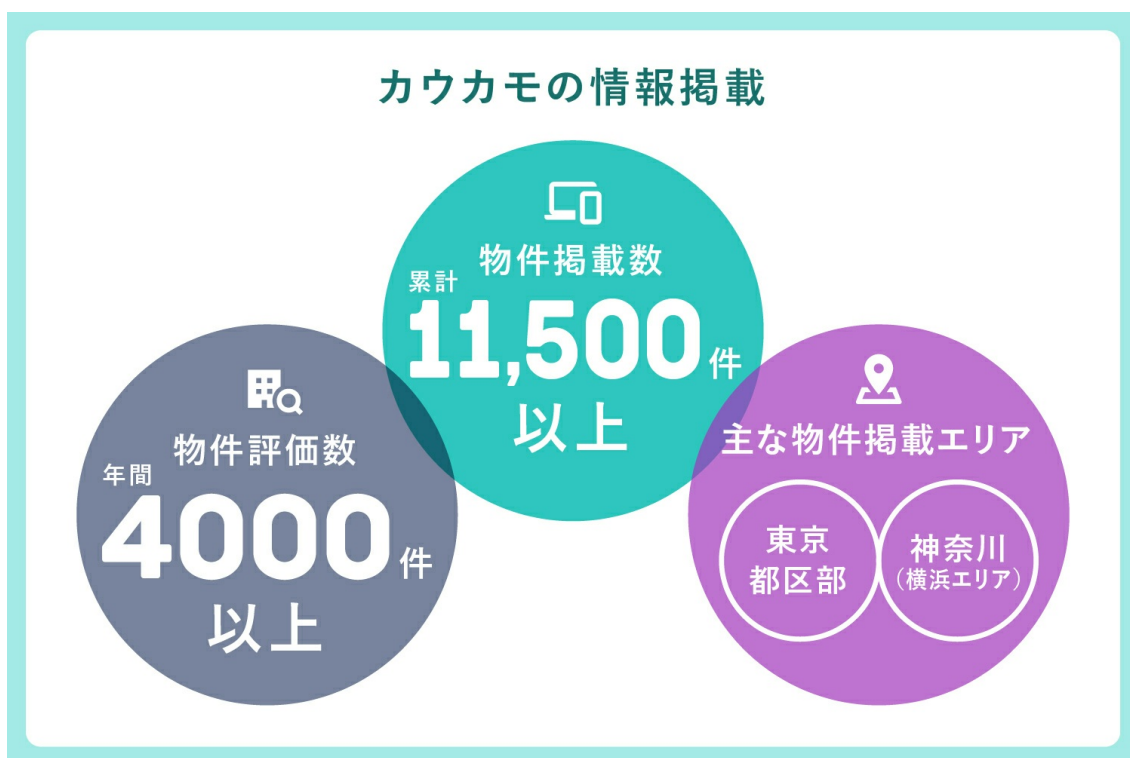 カウカモの情報掲載
物件掲載数
累計
11,500件
以上
物件評価数
年間
4000件
以上
主な物件掲載エリア
東京
都区部
神奈川
（横浜エリア）